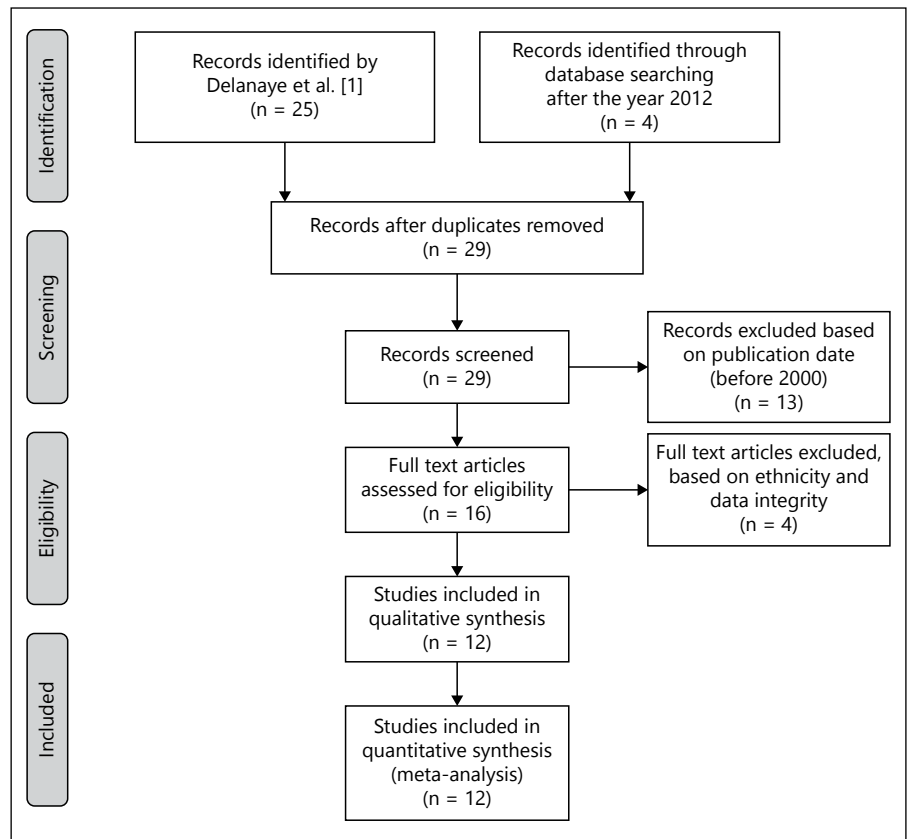 Identification
Records identified by
Delanaye et al. [1]
(n = 25)
Records identified through
database searching
after the year 2012
(n = 4)
Records after duplicates removed
(n = 29)
Screening
Records screened
(n = 29)
Records excluded based
on publication date
(before 2000)
(n = 13)
Eligibility
Full text articles
assessed for eligibility
(n = 16)
Full text articles excluded,
based on ethnicity and
data integrity
(n = 4)
Studies included in
qualitative synthesis
(n = 12)
Included
Studies included in
quantitative synthesis
(meta-analysis)
(n = 12)